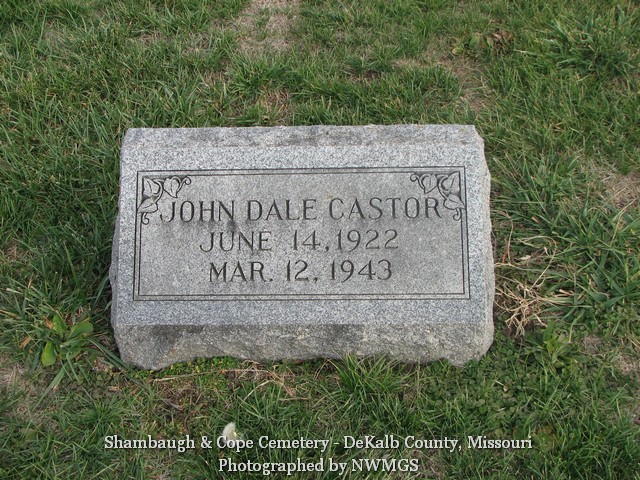 JOHN DALE CASTOR
JUNE 14, 1922
MAR. 12, 1943
Shambaugh & Cope Cemetery - DeKalb County, Missouri
Photographed by NWMGS